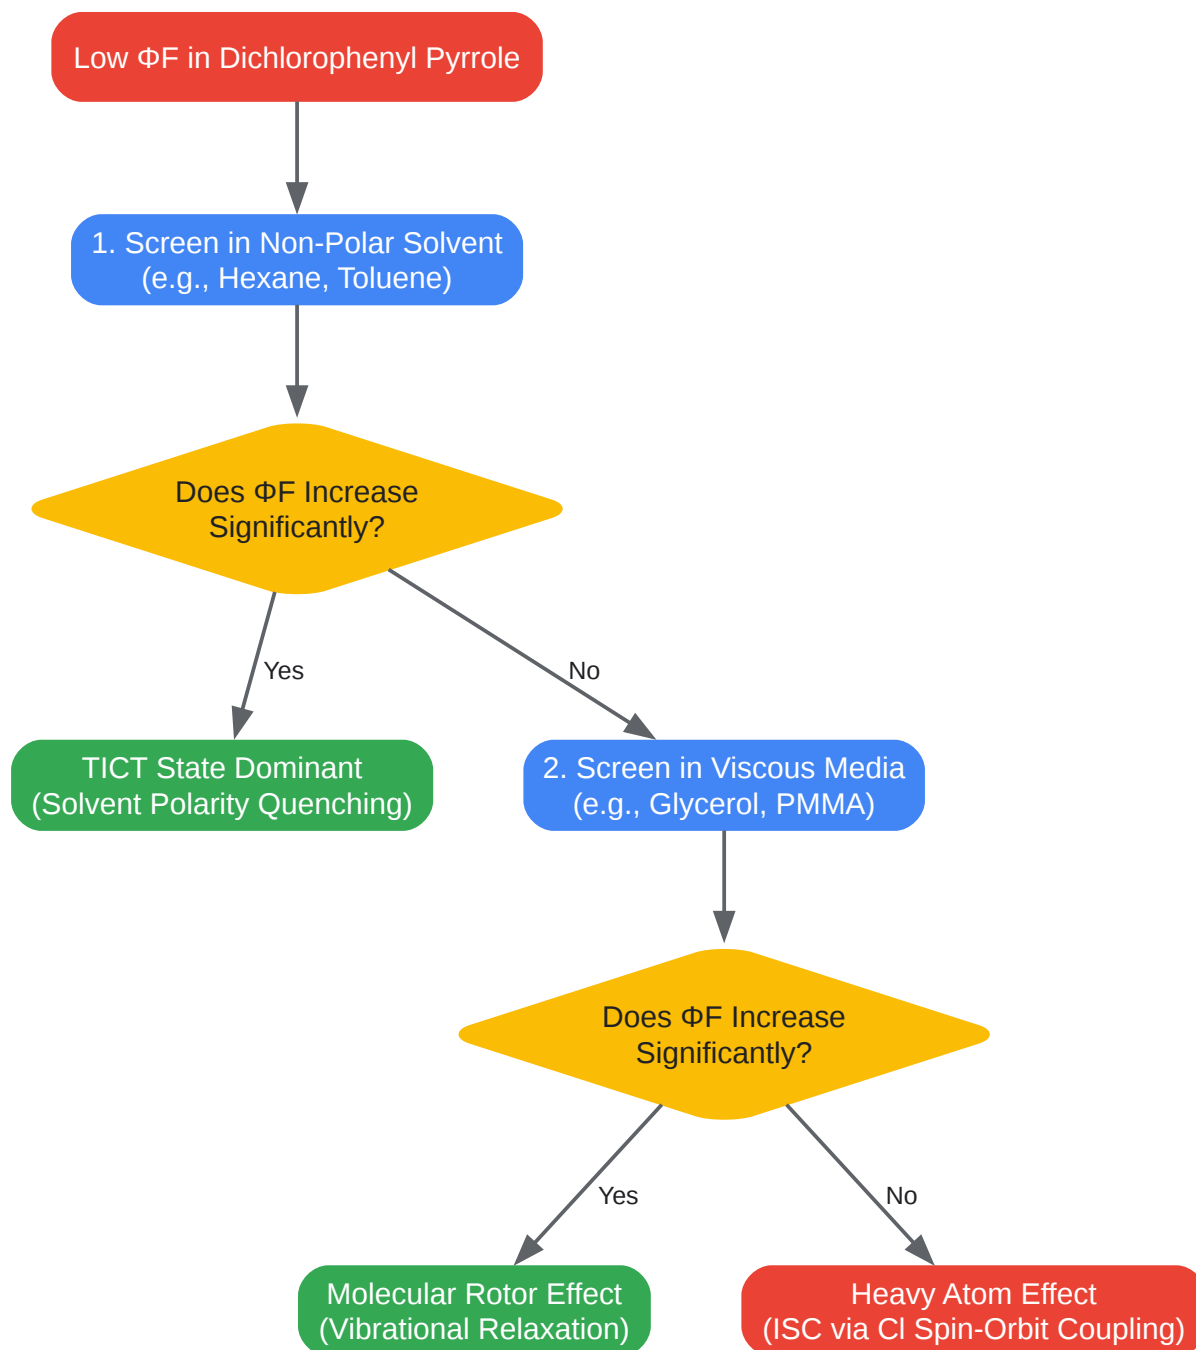 Low ΦF in Dichlorophenyl Pyrrole
1. Screen in Non-Polar Solvent
(e.g., Hexane, Toluene)
Does ΦF Increase
Significantly?
Yes
No
TICT State Dominant
(Solvent Polarity Quenching)
2. Screen in Viscous Media
(e.g., Glycerol, PMMA)
Does ΦF Increase
Significantly?
Yes
No
Molecular Rotor Effect
(Vibrational Relaxation)
Heavy Atom Effect
(ISC via Cl Spin-Orbit Coupling)